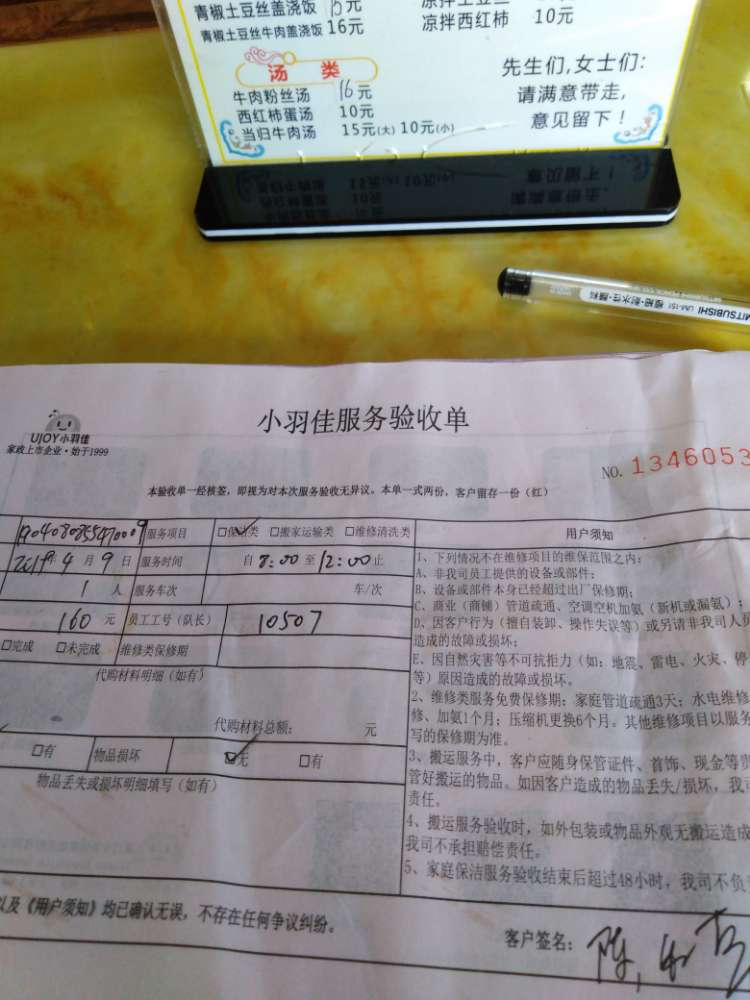 青椒土豆丝盖浇饭 元
青椒土豆丝牛肉盖浇饭 16元
凉拌西红柿 10元
汤 类
牛肉粉丝汤 16元
西红柿蛋汤 10元
当归牛肉汤 15元(大) 10元(小)
先生们,女士们:
请满意带走,
意见留下!
MITSUBISHI
UJOY小羽佳
家政上市企业·始于1999
小羽佳服务验收单
NO. 1346053
本验收单一经核签，即视为对本次服务验收无异议。本单一式两份，客户留存一份（红）
服务项目 □保洁类 □搬家运输类 □维修清洗类
2019年 4月 9日 服务时间 自 8:00 至 12:00 止
1 人 服务车次 车/次
160 元 员工工号（队长） 10507
□完成 □未完成 维修类保修期
代购材料明细（如有）
代购材料总额： 元
□有 物品损坏 ☑无 □有
物品丢失或损坏明细填写（如有）
用户须知
1、下列情况不在维修项目的维保范围之内：
A、非我司员工提供的设备或部件；
B、设备或部件本身已经超过出厂保修期；
C、商业（商铺）管道疏通、空调空机加氨（新机或漏氨）；
D、因客户行为（擅自装卸、操作失误等）或另请非我司人员
造成的故障或损坏；
E、因自然灾害等不可抗拒力（如：地震、雷电、火灾、停
等）原因造成的故障或损坏。
2、维修类服务免费保修期：家庭管道疏通3天；水电维修
修、加氨1个月；压缩机更换6个月。其他维修项目以服务
写的保修期为准。
3、搬运服务中，客户应随身保管证件、首饰、现金等贵
管好搬运的物品。如因客户造成的物品丢失/损坏，我司
责任。
4、搬运服务验收时，如外包装或物品外观无搬运造成
我司不承担赔偿责任。
5、家庭保洁服务验收结束后超过48小时，我司不负责
以及《用户须知》均已确认无误，不存在任何争议纠纷。
客户签名： 陈